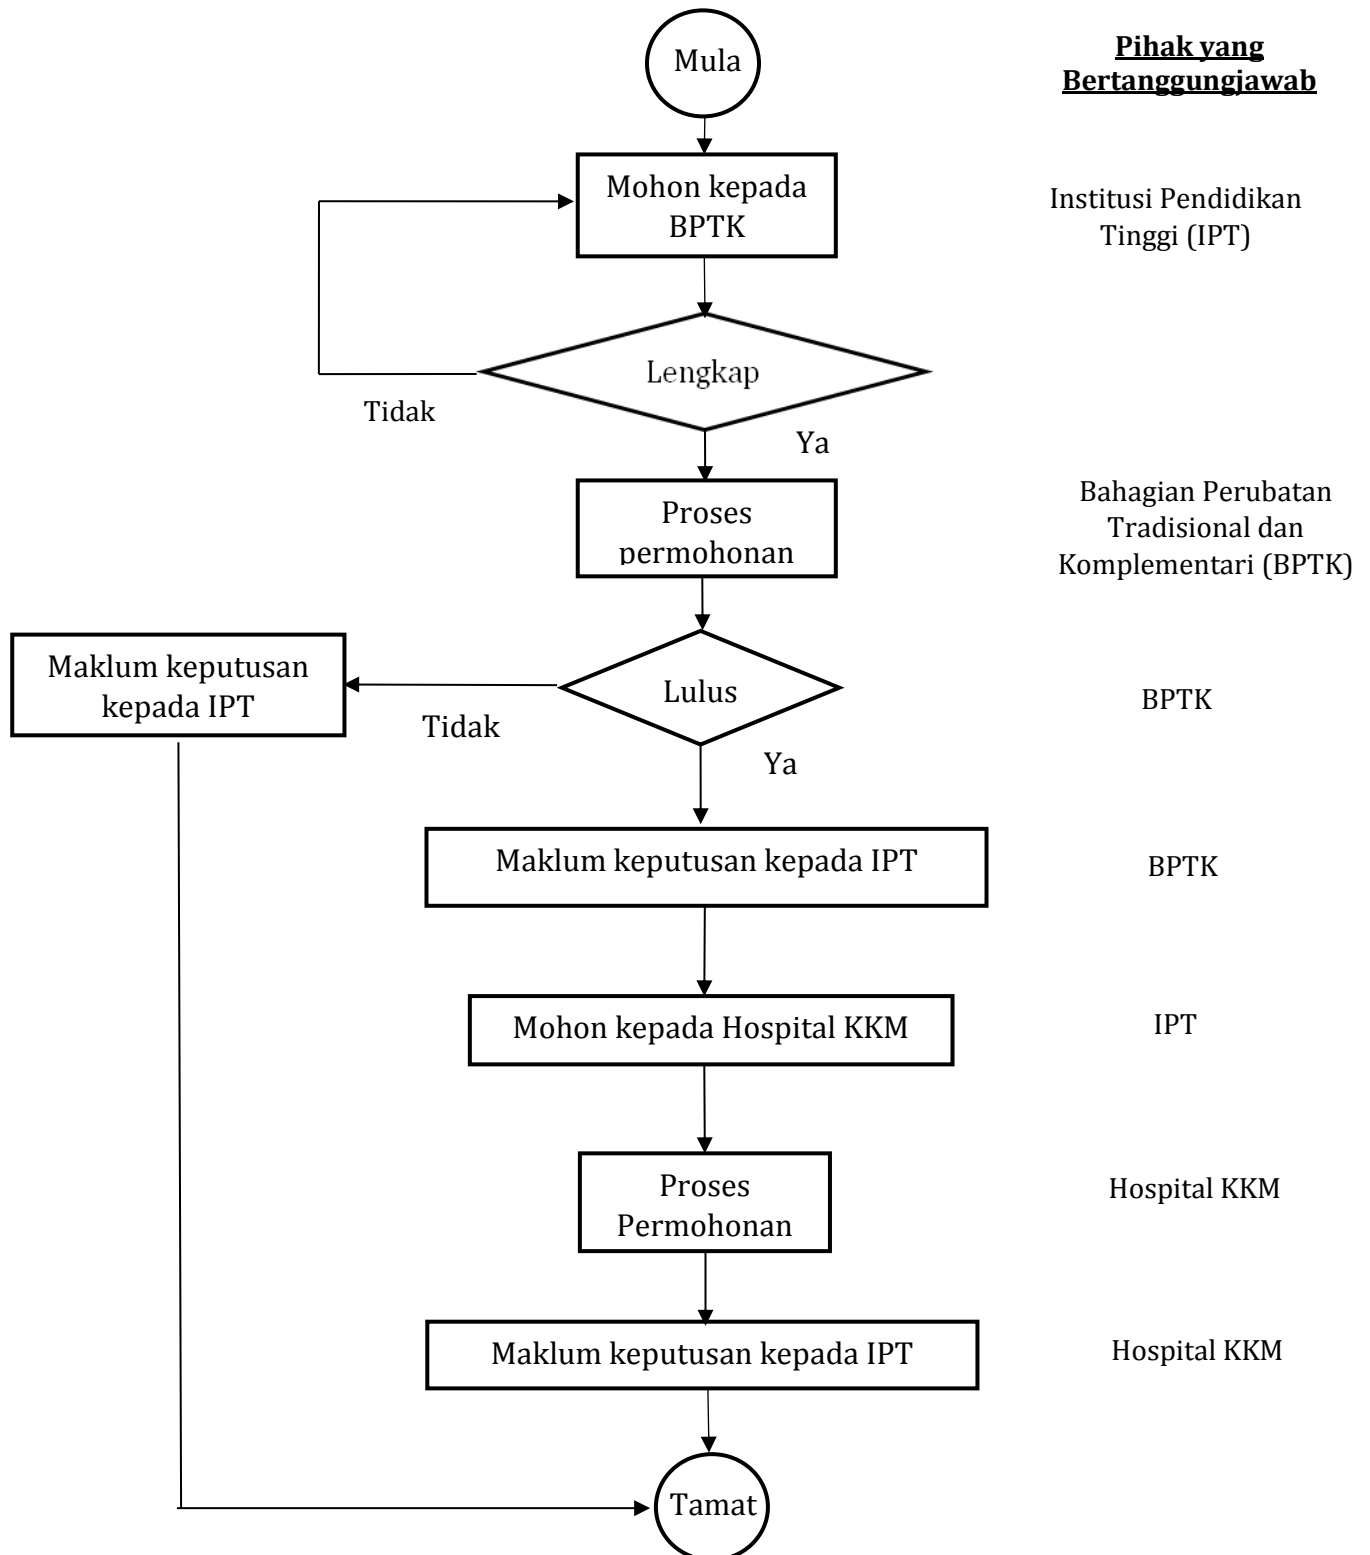 Mula
Pihak yang
Bertanggungjawab
Mohon kepada
BPTK
Institusi Pendidikan
Tinggi (IPT)
Lengkap
Tidak
Ya
Proses
permohonan
Bahagian Perubatan
Tradisional dan
Komplementari (BPTK)
Maklum keputusan
kepada IPT
Tidak
Lulus
BPTK
Ya
Maklum keputusan kepada IPT
BPTK
Mohon kepada Hospital KKM
IPT
Proses
Permohonan
Hospital KKM
Maklum keputusan kepada IPT
Hospital KKM
Tamat